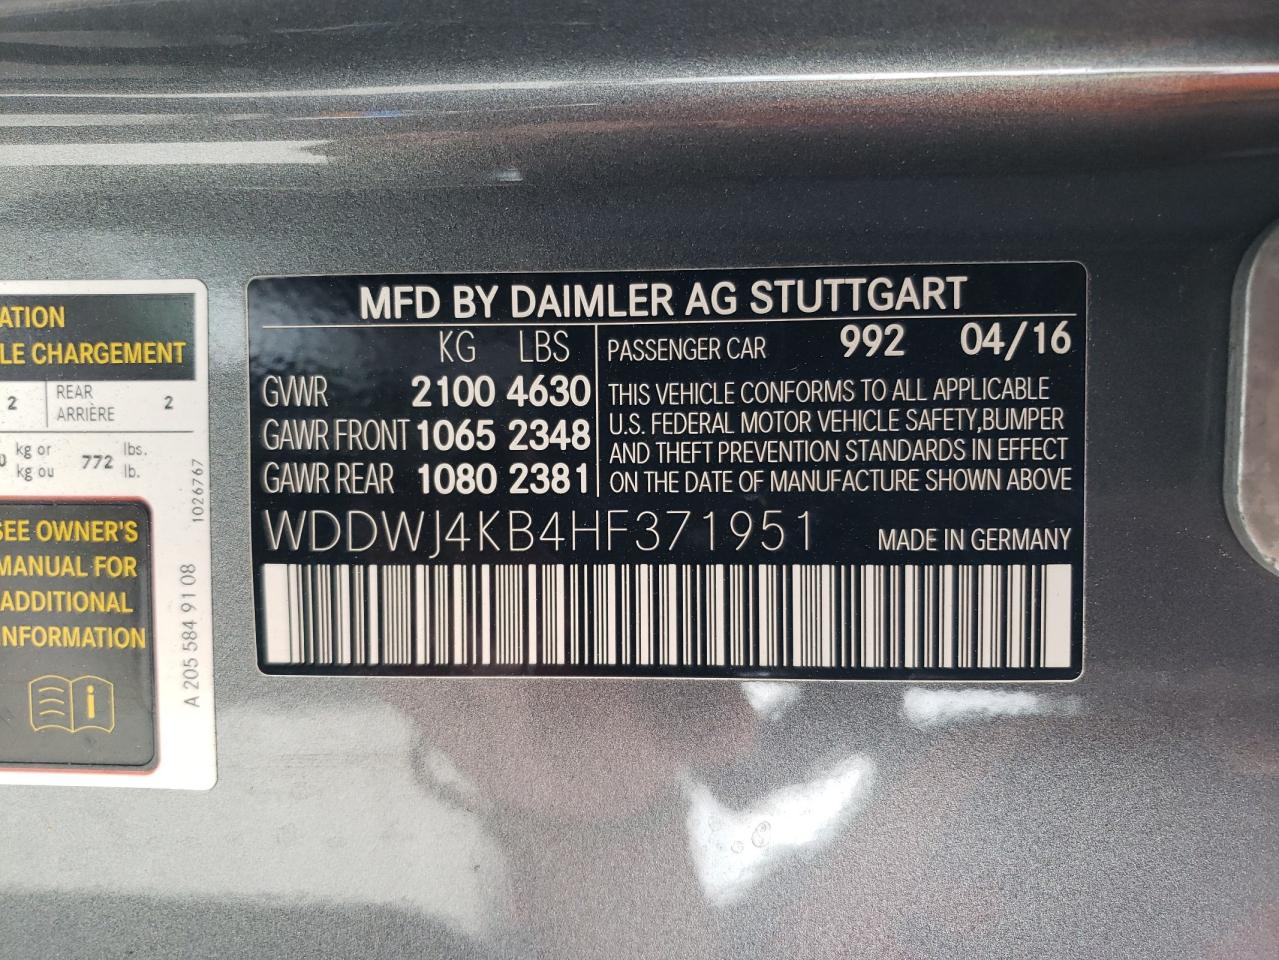 ATION
LE CHARGEMENT
2 REAR ARRIÈRE 2
0 kg or kg ou 772 lbs. lb.
SEE OWNER'S
MANUAL FOR
ADDITIONAL
INFORMATION
1026767
A 205 584 91 08
MFD BY DAIMLER AG STUTTGART
KG LBS
GVWR 2100 4630
GAWR FRONT 1065 2348
GAWR REAR 1080 2381
PASSENGER CAR 992 04/16
THIS VEHICLE CONFORMS TO ALL APPLICABLE
U.S. FEDERAL MOTOR VEHICLE SAFETY,BUMPER
AND THEFT PREVENTION STANDARDS IN EFFECT
ON THE DATE OF MANUFACTURE SHOWN ABOVE
WDDWJ4KB4HF371951 MADE IN GERMANY